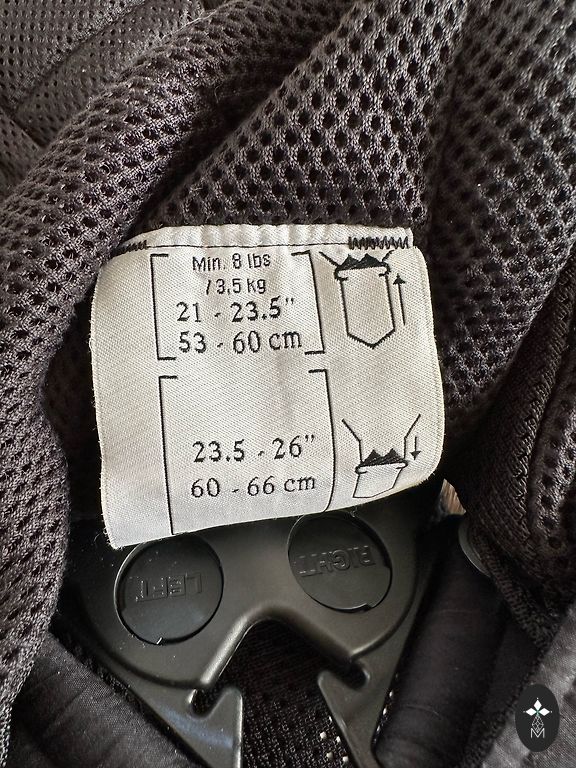 Min. 8 lbs
/ 3,5 kg
21 - 23.5"
53 - 60 cm
23.5 - 26"
60 - 66 cm
LEFT
RIGHT
M